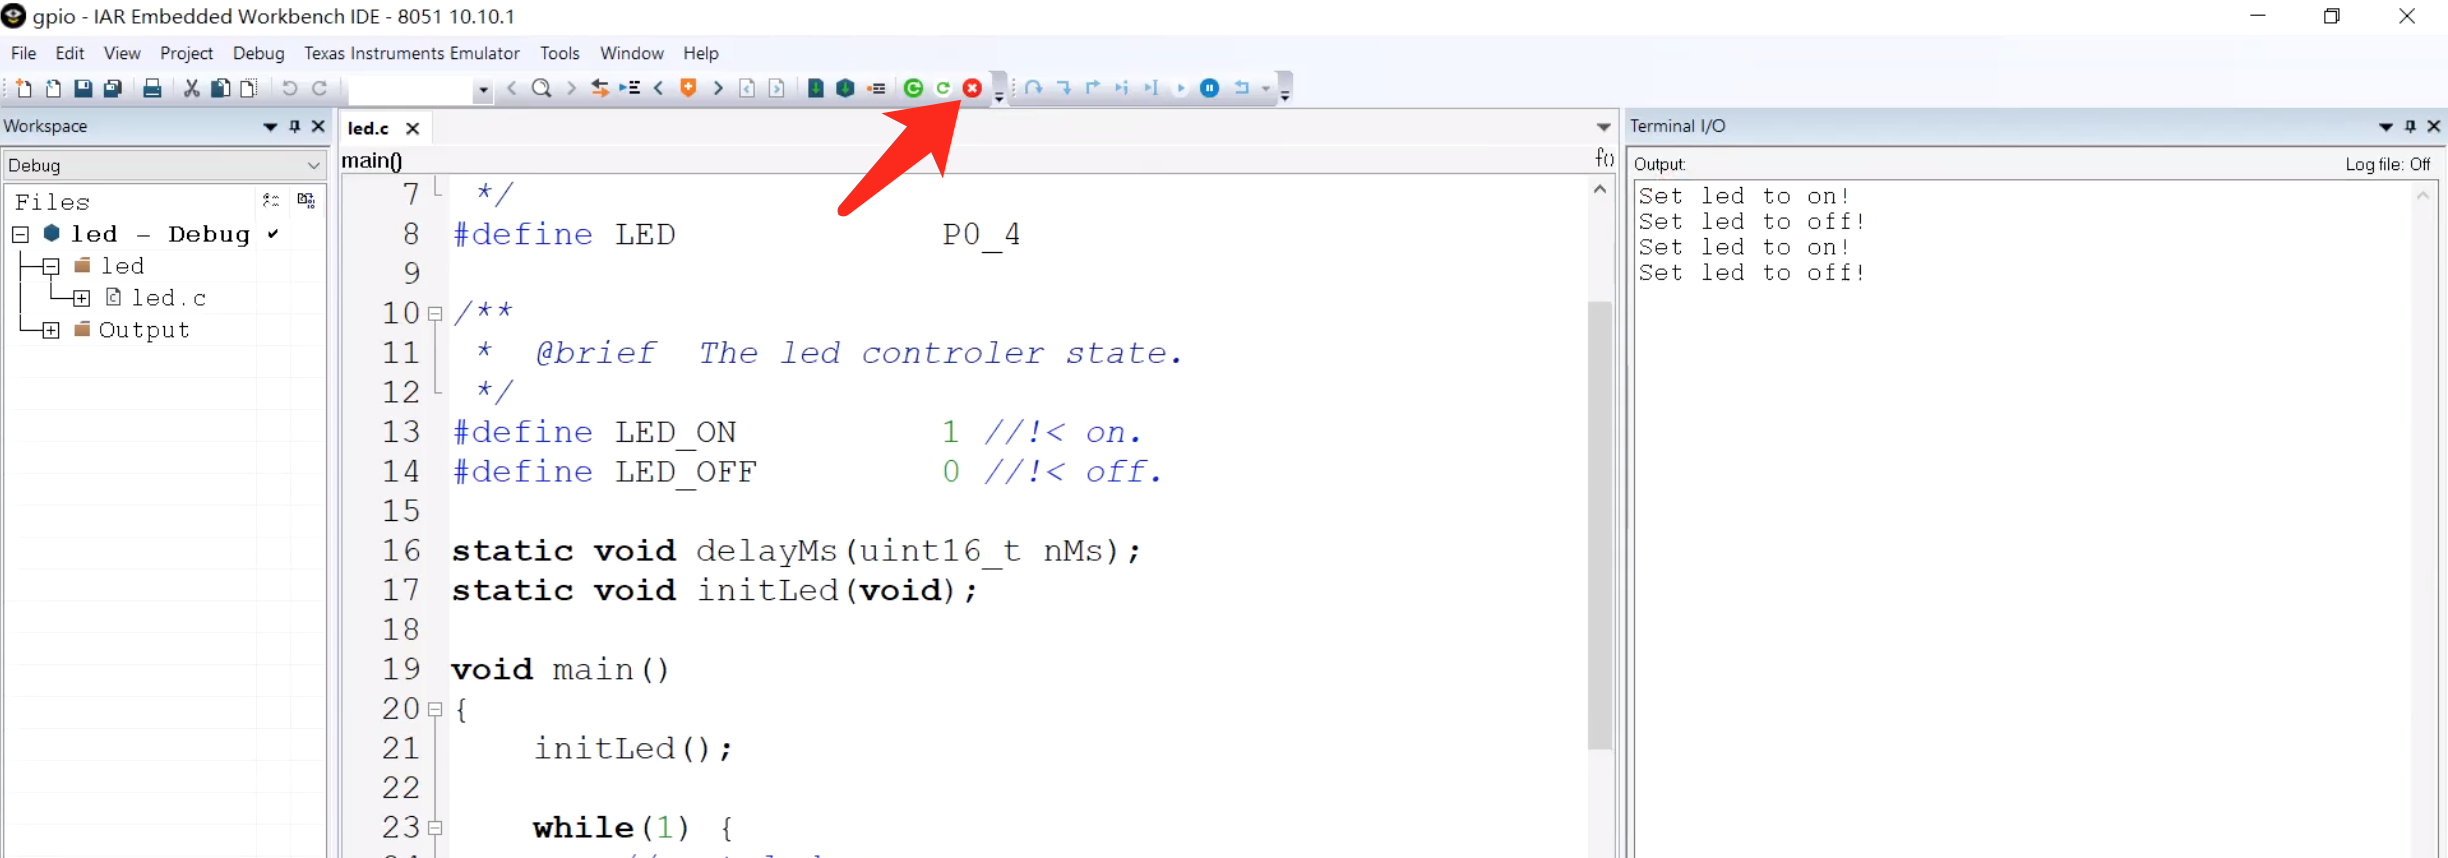 gpio - IAR Embedded Workbench IDE - 8051 10.10.1
File Edit View Project Debug Texas Instruments Emulator Tools Window Help
Workspace
Debug
Files
led - Debug
led
led.c
Output
led.c
main()
f()
7 */
8 #define LED P0_4
9
10 /**
11 * @brief The led controler state.
12 */
13 #define LED_ON 1 //!< on.
14 #define LED_OFF 0 //!< off.
15
16 static void delayMs(uint16_t nMs);
17 static void initLed(void);
18
19 void main()
20 {
21 initLed();
22
23 while(1) {
Terminal I/O
Output: Log file: Off
Set led to on!
Set led to off!
Set led to on!
Set led to off!